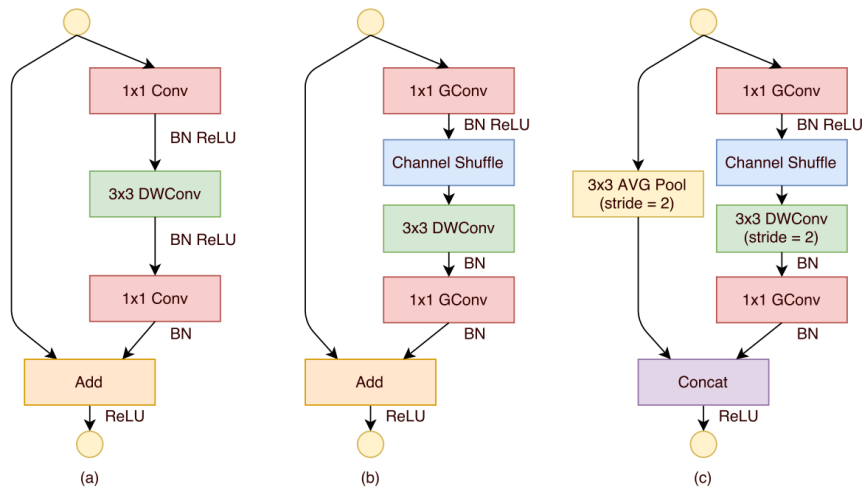 1x1 Conv
BN ReLU
3x3 DWConv
BN ReLU
1x1 Conv
BN
Add
ReLU
(a)
1x1 GConv
BN ReLU
Channel Shuffle
3x3 DWConv
BN
1x1 GConv
BN
Add
ReLU
(b)
3x3 AVG Pool
(stride = 2)
1x1 GConv
BN ReLU
Channel Shuffle
3x3 DWConv
(stride = 2)
BN
1x1 GConv
BN
Concat
ReLU
(c)